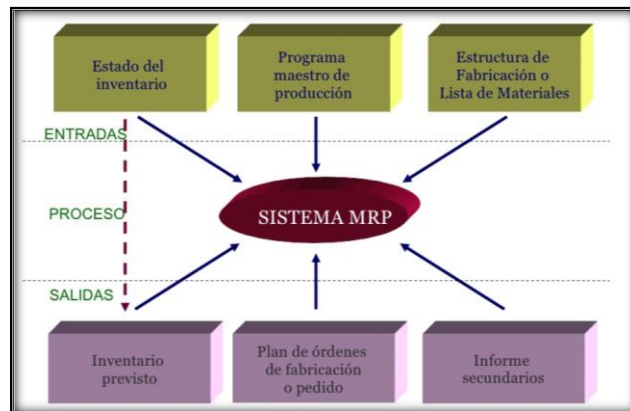 Estado del
inventario
Programa
maestro de
producción
Estructura de
Fabricación o
Lista de Materiales
ENTRADAS
PROCESO
SISTEMA MRP
SALIDAS
Inventario
previsto
Plan de órdenes
de fabricación
o pedido
Informe
secundarios